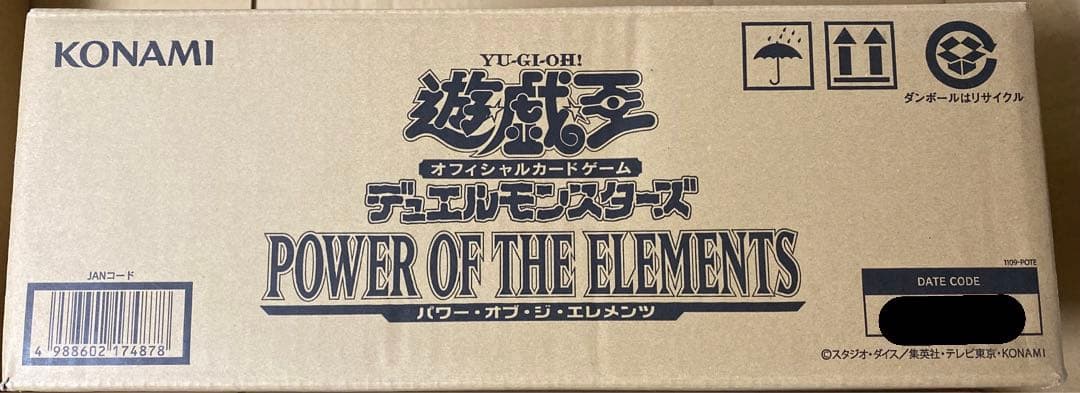 KONAMI
YU-GI-OH!
遊戯王
オフィシャルカードゲーム
デュエルモンスターズ
POWER OF THE ELEMENTS
パワー・オブ・ジ・エレメンツ
ダンボールはリサイクル
JANコード
4 988602 174878
1109-POTE
DATE CODE
©スタジオ・ダイス／集英社・テレビ東京・KONAMI